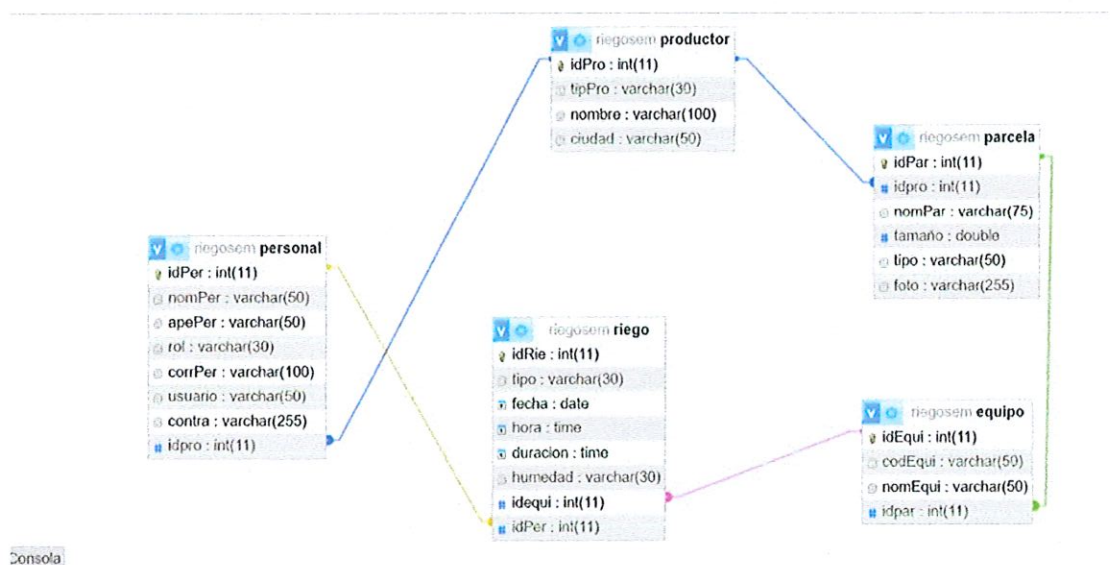 riegosem productor
idPro : int(11)
tipPro : varchar(30)
nombre : varchar(100)
ciudad : varchar(50)
riegosem parcela
idPar : int(11)
idpro : int(11)
nomPar : varchar(75)
tamaño : double
tipo : varchar(50)
foto : varchar(255)
riegosem personal
idPer : int(11)
nomPer : varchar(50)
apePer : varchar(50)
rol : varchar(30)
corrPer : varchar(100)
usuario : varchar(50)
contra : varchar(255)
idpro : int(11)
riegosem riego
idRie : int(11)
tipo : varchar(30)
fecha : date
hora : time
duracion : time
humedad : varchar(30)
idequi : int(11)
idPer : int(11)
riegosem equipo
idEqui : int(11)
codEqui : varchar(50)
nomEqui : varchar(50)
idpar : int(11)
Consola